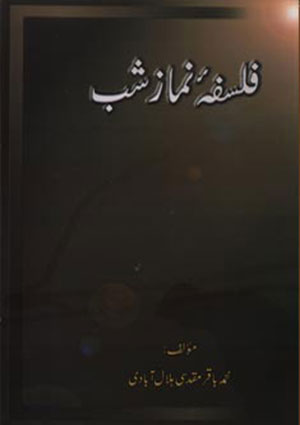 فلسفۂ نماز شب
مؤلف:
محمد باقر مقدسی ہلال آبادی